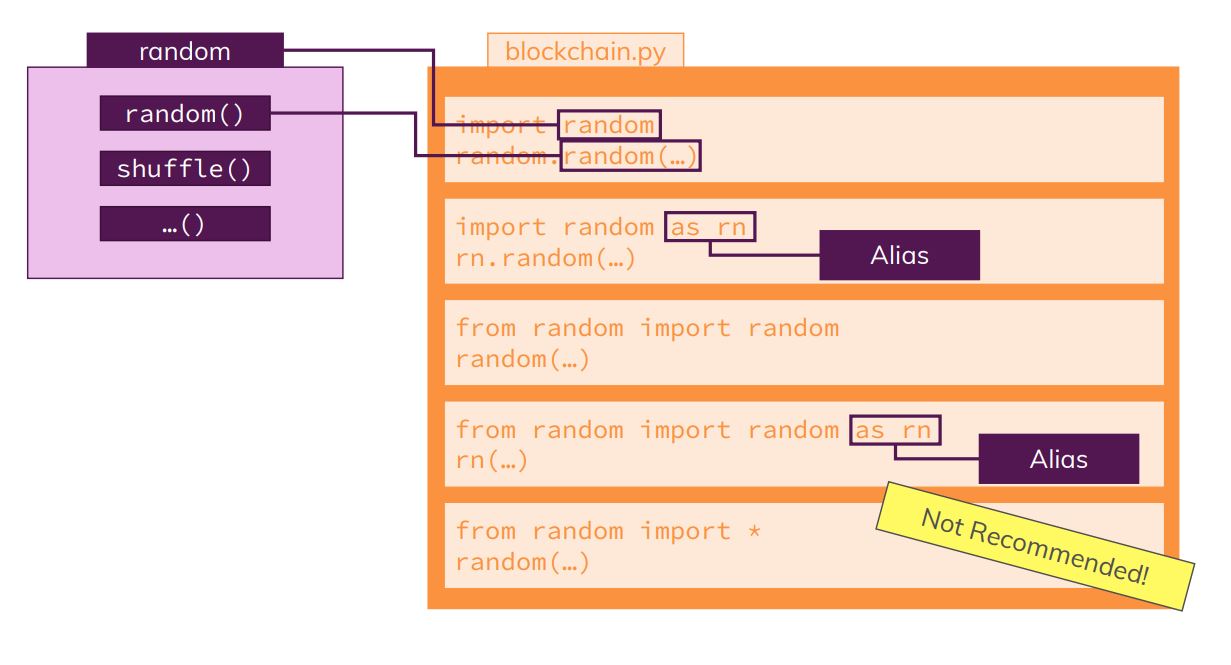 random
random()
shuffle()
…()
blockchain.py
import random
random.random(…)
import random as rn
rn.random(…)
Alias
from random import random
random(…)
from random import random as rn
rn(…)
Alias
from random import *
random(…)
Not Recommended!